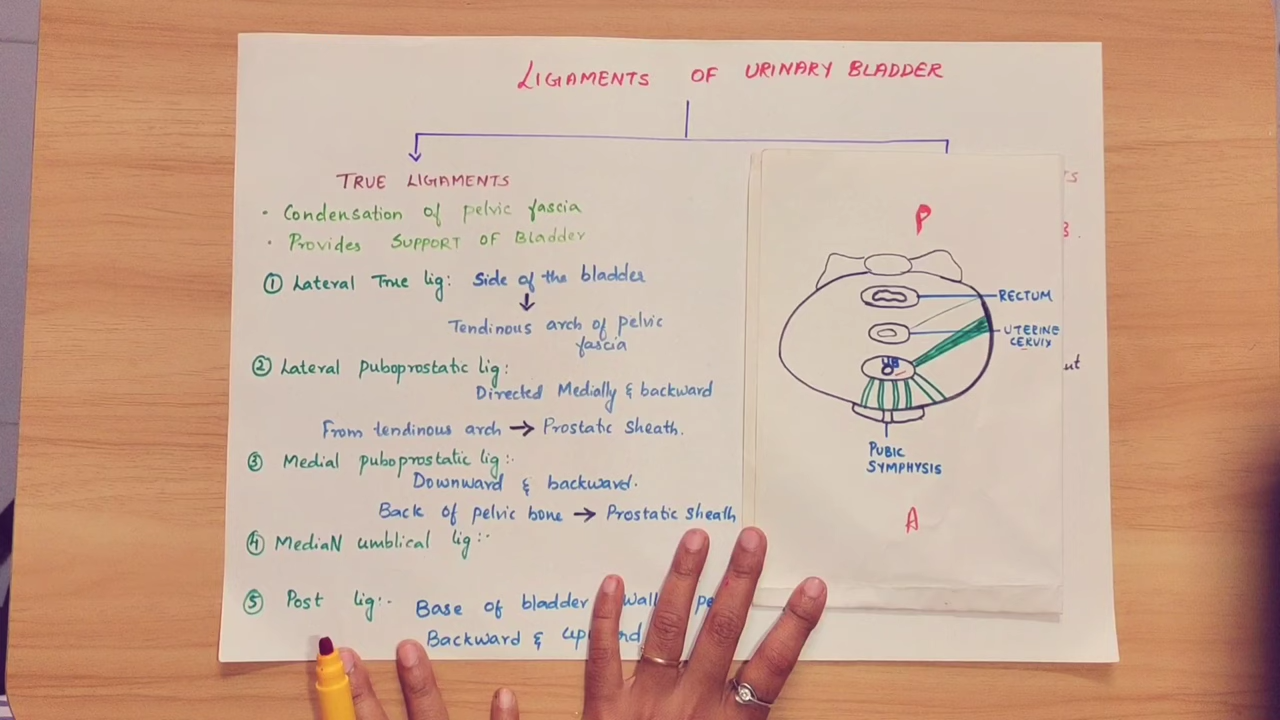 LIGAMENTS OF URINARY BLADDER
TRUE LIGAMENTS
· Condensation of pelvic fascia
· Provides SUPPORT OF Bladder
① Lateral True lig: Side of the bladder
↓
Tendinous arch of pelvic
fascia
② Lateral puboprostatic lig:
Directed Medially & backward
From tendinous arch → Prostatic Sheath.
③ Medial puboprostatic lig:-
Downward & backward.
Back of pelvic bone → Prostatic Sheath
④ MediaN umblical lig:-
⑤ Post lig:- Base of bladder wall
Backward &
P
RECTUM
UTERINE
CERVIX
UB
PUBIC
SYMPHYSIS
A